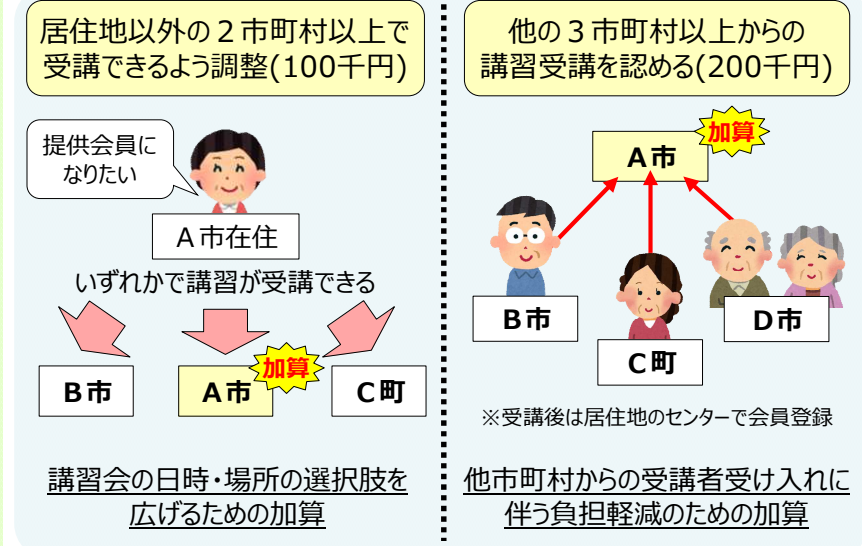 居住地以外の２市町村以上で
受講できるよう調整(100千円)
提供会員に
なりたい
Ａ市在住
いずれかで講習が受講できる
Ｂ市
Ａ市
加算
Ｃ町
講習会の日時・場所の選択肢を
広げるための加算
他の３市町村以上からの
講習受講を認める(200千円)
Ａ市
加算
Ｂ市
Ｃ町
Ｄ市
※受講後は居住地のセンターで会員登録
他市町村からの受講者受け入れに
伴う負担軽減のための加算